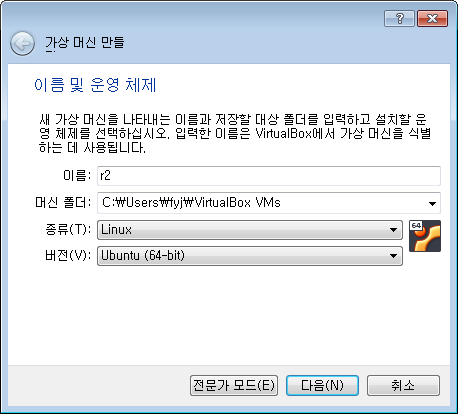 ?
가상 머신 만들
이름 및 운영 체제
새 가상 머신을 나타내는 이름과 저장할 대상 폴더를 입력하고 설치할 운
영 체제를 선택하십시오. 입력한 이름은 VirtualBox에서 가상 머신을 식별
하는 데 사용됩니다.
이름: r2
머신 폴더: C:₩Users₩fyj₩VirtualBox VMs
종류(T): Linux
64
버전(V): Ubuntu (64-bit)
전문가 모드(E) 다음(N) 취소